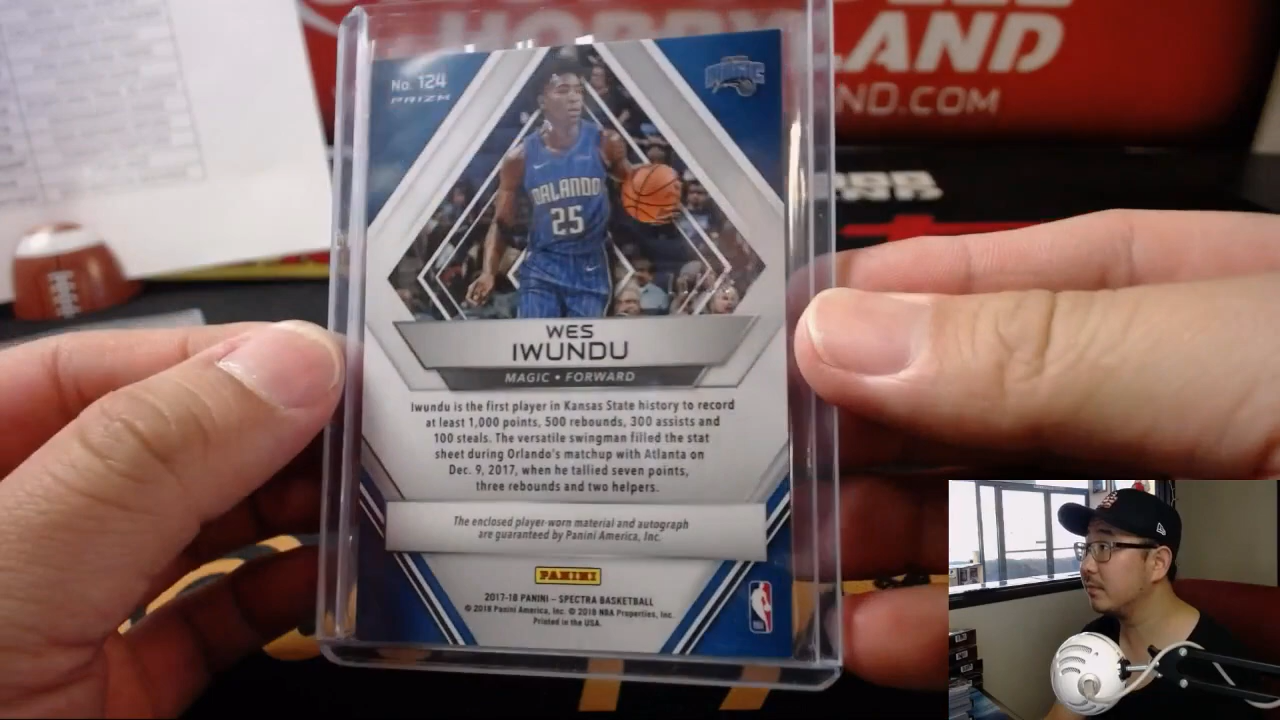 LAND
ND.COM
No. 124
PRIZM
MAGIC
ORLANDO
25
WES
IWUNDU
MAGIC • FORWARD
Iwundu is the first player in Kansas State history to record
at least 1,000 points, 500 rebounds, 300 assists and
100 steals. The versatile swingman filled the stat
sheet during Orlando's matchup with Atlanta on
Dec. 9, 2017, when he tallied seven points,
three rebounds and two helpers.
The enclosed player-worn material and autograph
are guaranteed by Panini America, Inc.
PANINI
2017-18 PANINI – SPECTRA BASKETBALL
© 2018 Panini America, Inc. © 2018 NBA Properties, Inc.
Printed in the USA.